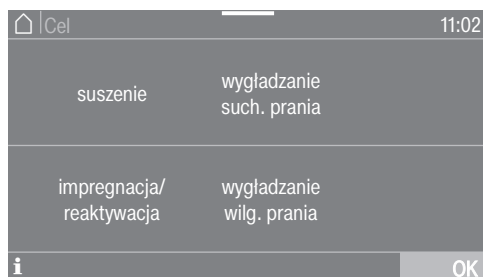 Cel
11:02
suszenie
wygładzanie
such. prania
impregnacja/
reaktywacja
wygładzanie
wilg. prania
i
OK